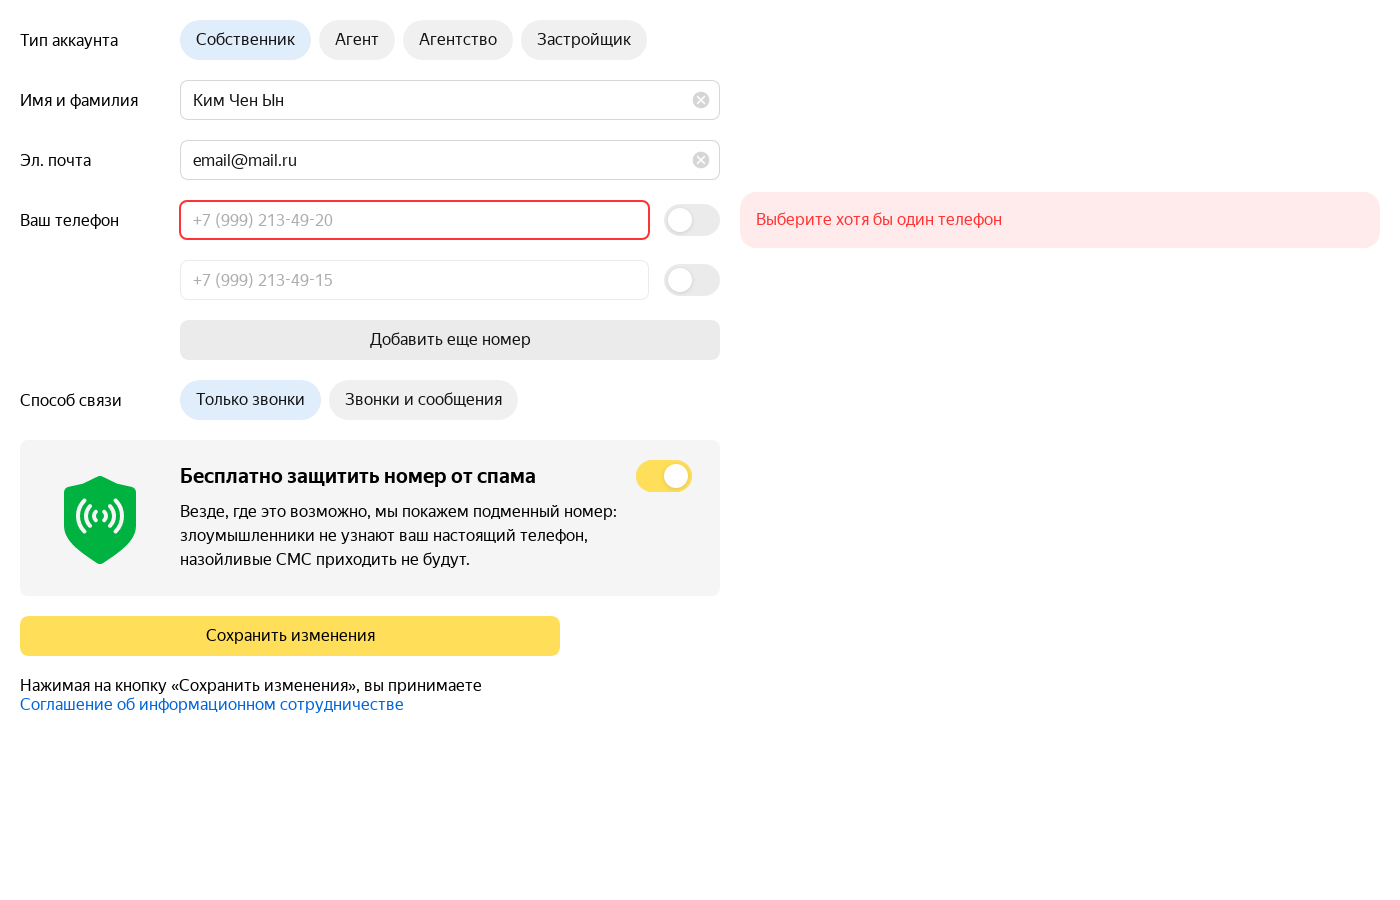 Тип аккаунта
Собственник
Агент
Агентство
Застройщик
Имя и фамилия
Ким Чен Ын
Эл. почта
email@mail.ru
Ваш телефон
+7 (999) 213-49-20
Выберите хотя бы один телефон
+7 (999) 213-49-15
Добавить еще номер
Способ связи
Только звонки
Звонки и сообщения
Бесплатно защитить номер от спама
Везде, где это возможно, мы покажем подменный номер:
злоумышленники не узнают ваш настоящий телефон,
назойливые СМС приходить не будут.
Сохранить изменения
Нажимая на кнопку «Сохранить изменения», вы принимаете
Соглашение об информационном сотрудничестве